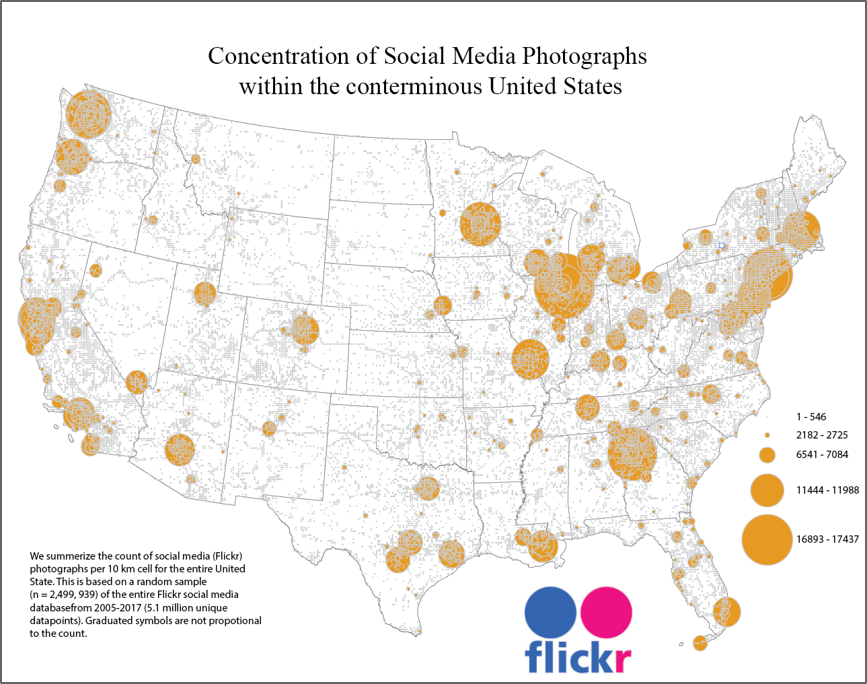 Concentration of Social Media Photographs
within the conterminous United States
1 - 546
2182 - 2725
6541 - 7084
11444 - 11988
16893 - 17437
We summerize the count of social media (Flickr)
photographs per 10 km cell for the entire United
State. This is based on a random sample
(n = 2,499, 939) of the entire Flickr social media
databasefrom 2005-2017 (5.1 million unique
datapoints). Graduated symbols are not propotional
to the count.
flickr